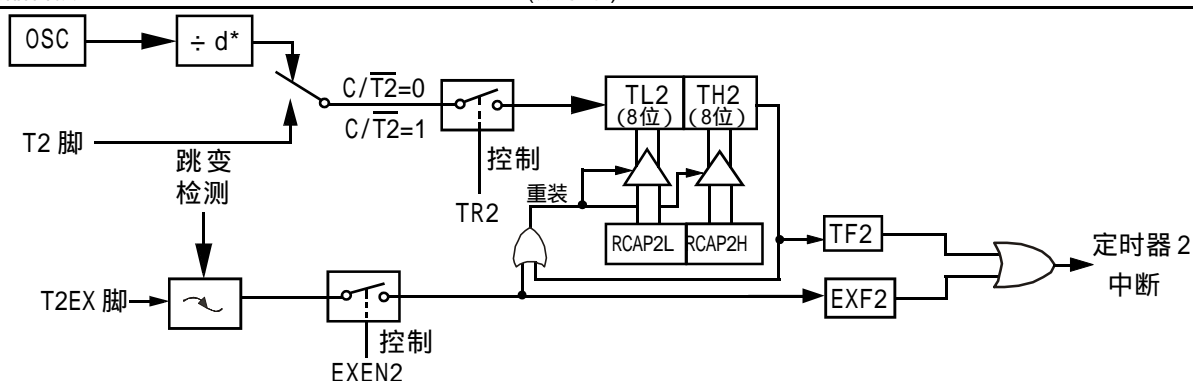 OSC
÷ d*
C/T2=0
C/T2=1
T2 脚
跳变
检测
控制
TR2
TL2
(8位)
TH2
(8位)
重装
RCAP2L
RCAP2H
TF2
定时器 2
中断
T2EX 脚
EXF2
控制
EXEN2